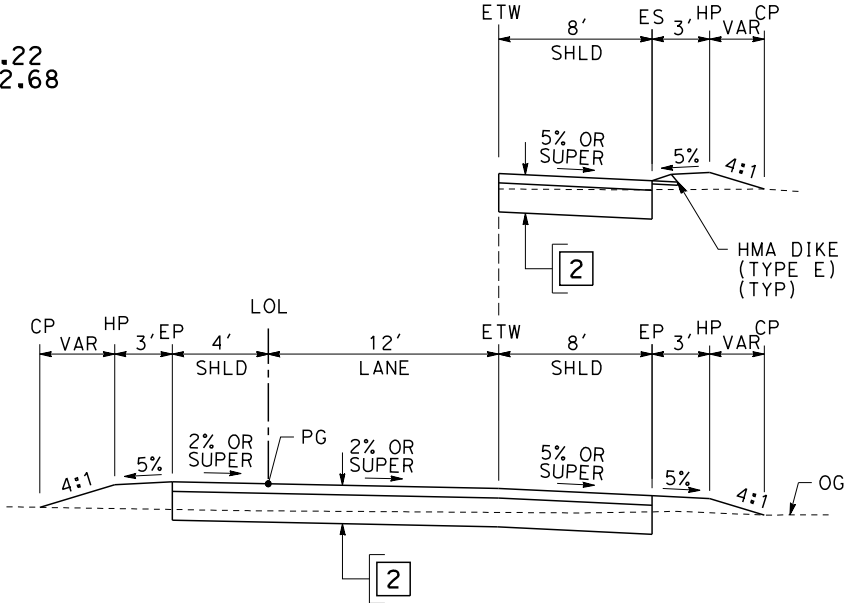 .22
2.68
ETW ES HP CP
8' 3' VAR
SHLD
5% OR
SUPER
5%
4:1
HMA DIKE
(TYPE E)
(TYP)
2
LOL
CP HP EP ETW EP HP CP
VAR 3' 4' 12' 8' 3' VAR
SHLD LANE SHLD
PG
2% OR
SUPER
2% OR
SUPER
5% OR
SUPER
4:1 5% 5% 4:1
OG
2